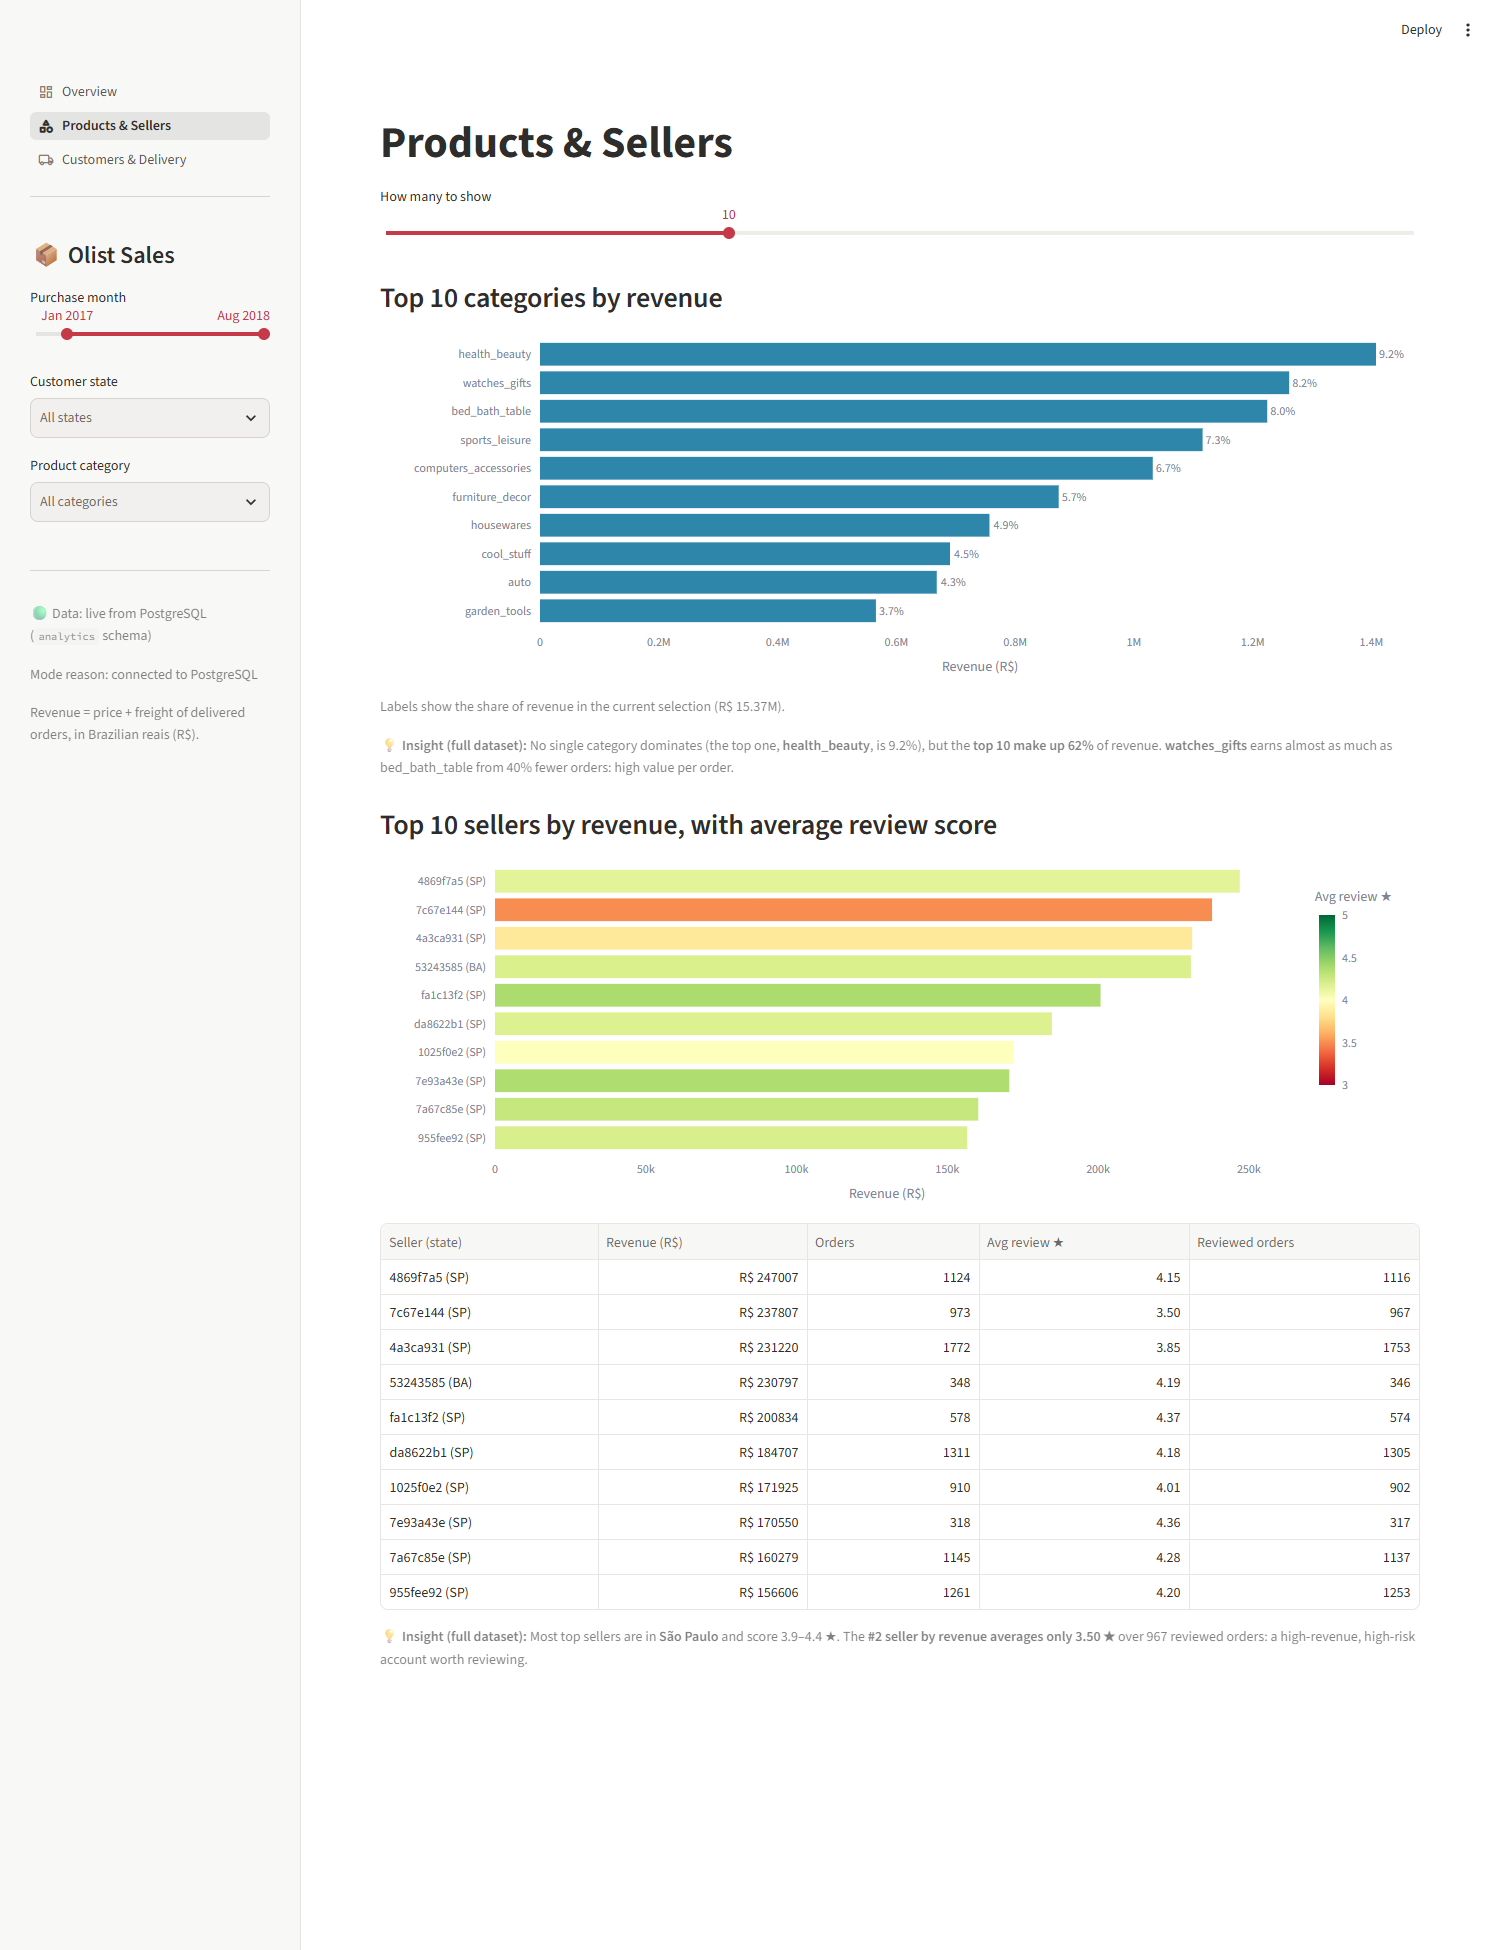 Deploy
Overview
Products & Sellers
Customers & Delivery
Olist Sales
Purchase month
Jan 2017 Aug 2018
Customer state
All states
Product category
All categories
Data: live from PostgreSQL
( analytics schema)
Mode reason: connected to PostgreSQL
Revenue = price + freight of delivered
orders, in Brazilian reais (R$).
Products & Sellers
How many to show
10
Top 10 categories by revenue
health_beauty 9.2%
watches_gifts 8.2%
bed_bath_table 8.0%
sports_leisure 7.3%
computers_accessories 6.7%
furniture_decor 5.7%
housewares 4.9%
cool_stuff 4.5%
auto 4.3%
garden_tools 3.7%
0 0.2M 0.4M 0.6M 0.8M 1M 1.2M 1.4M
Revenue (R$)
Labels show the share of revenue in the current selection (R$ 15.37M).
Insight (full dataset): No single category dominates (the top one, health_beauty, is 9.2%), but the top 10 make up 62% of revenue. watches_gifts earns almost as much as
bed_bath_table from 40% fewer orders: high value per order.
Top 10 sellers by revenue, with average review score
4869f7a5 (SP)
7c67e144 (SP)
4a3ca931 (SP)
53243585 (BA)
fa1c13f2 (SP)
da8622b1 (SP)
1025f0e2 (SP)
7e93a43e (SP)
7a67c85e (SP)
955fee92 (SP)
0 50k 100k 150k 200k 250k
Revenue (R$)
Avg review ★
5
4.5
4
3.5
3
Seller (state) Revenue (R$) Orders Avg review ★ Reviewed orders
4869f7a5 (SP) R$ 247007 1124 4.15 1116
7c67e144 (SP) R$ 237807 973 3.50 967
4a3ca931 (SP) R$ 231220 1772 3.85 1753
53243585 (BA) R$ 230797 348 4.19 346
fa1c13f2 (SP) R$ 200834 578 4.37 574
da8622b1 (SP) R$ 184707 1311 4.18 1305
1025f0e2 (SP) R$ 171925 910 4.01 902
7e93a43e (SP) R$ 170550 318 4.36 317
7a67c85e (SP) R$ 160279 1145 4.28 1137
955fee92 (SP) R$ 156606 1261 4.20 1253
Insight (full dataset): Most top sellers are in São Paulo and score 3.9–4.4 ★. The #2 seller by revenue averages only 3.50 ★ over 967 reviewed orders: a high-revenue, high-risk
account worth reviewing.